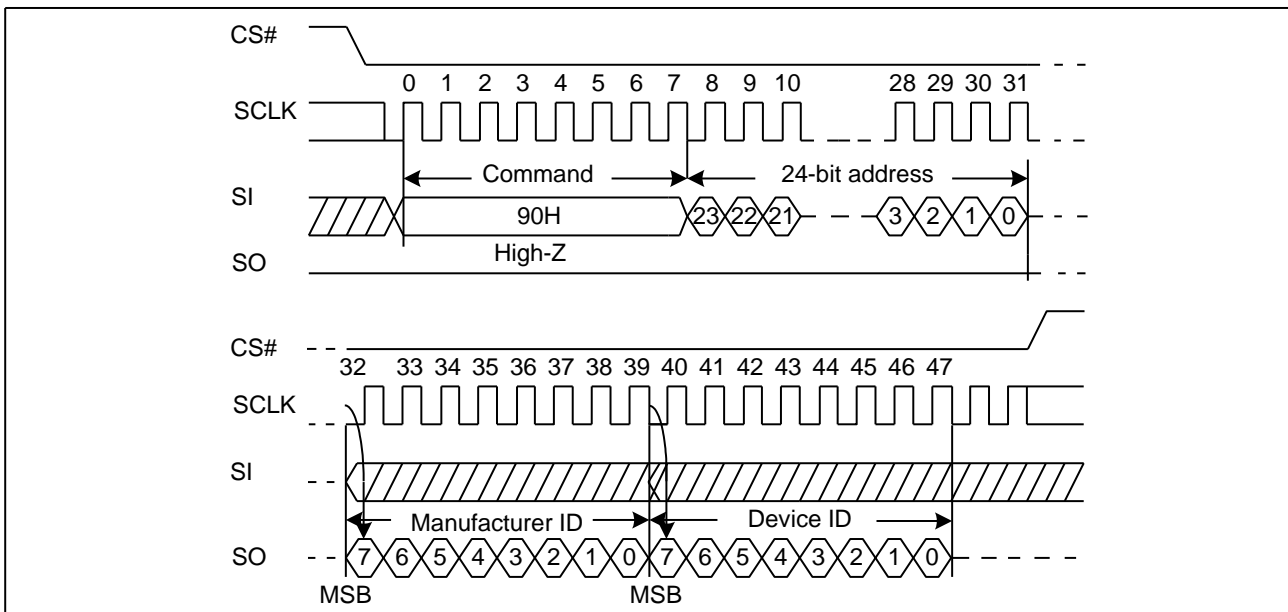 CS#
0 1 2 3 4 5 6 7 8 9 10 28 29 30 31
SCLK
Command 24-bit address
SI
90H 23 22 21 3 2 1 0
High-Z
SO
CS#
32 33 34 35 36 37 38 39 40 41 42 43 44 45 46 47
SCLK
SI
Manufacturer ID Device ID
SO 7 6 5 4 3 2 1 0 7 6 5 4 3 2 1 0
MSB MSB